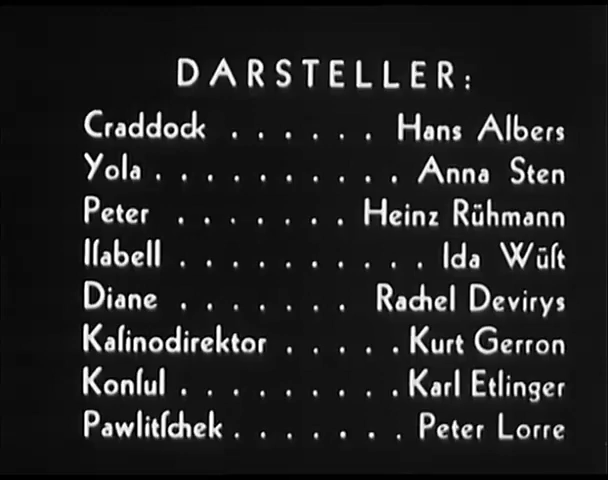 DARSTELLER:
Craddock . . . . . . Hans Albers
Yola . . . . . . . . . . Anna Sten
Peter . . . . . . . Heinz Rühmann
Iſabell . . . . . . . . . . Ida Wüſt
Diane . . . . . . . Rachel Devirys
Kaſinodirektor . . . . . Kurt Gerron
Konſul . . . . . . . . . Karl Etlinger
Pawlitſchek . . . . . . . Peter Lorre